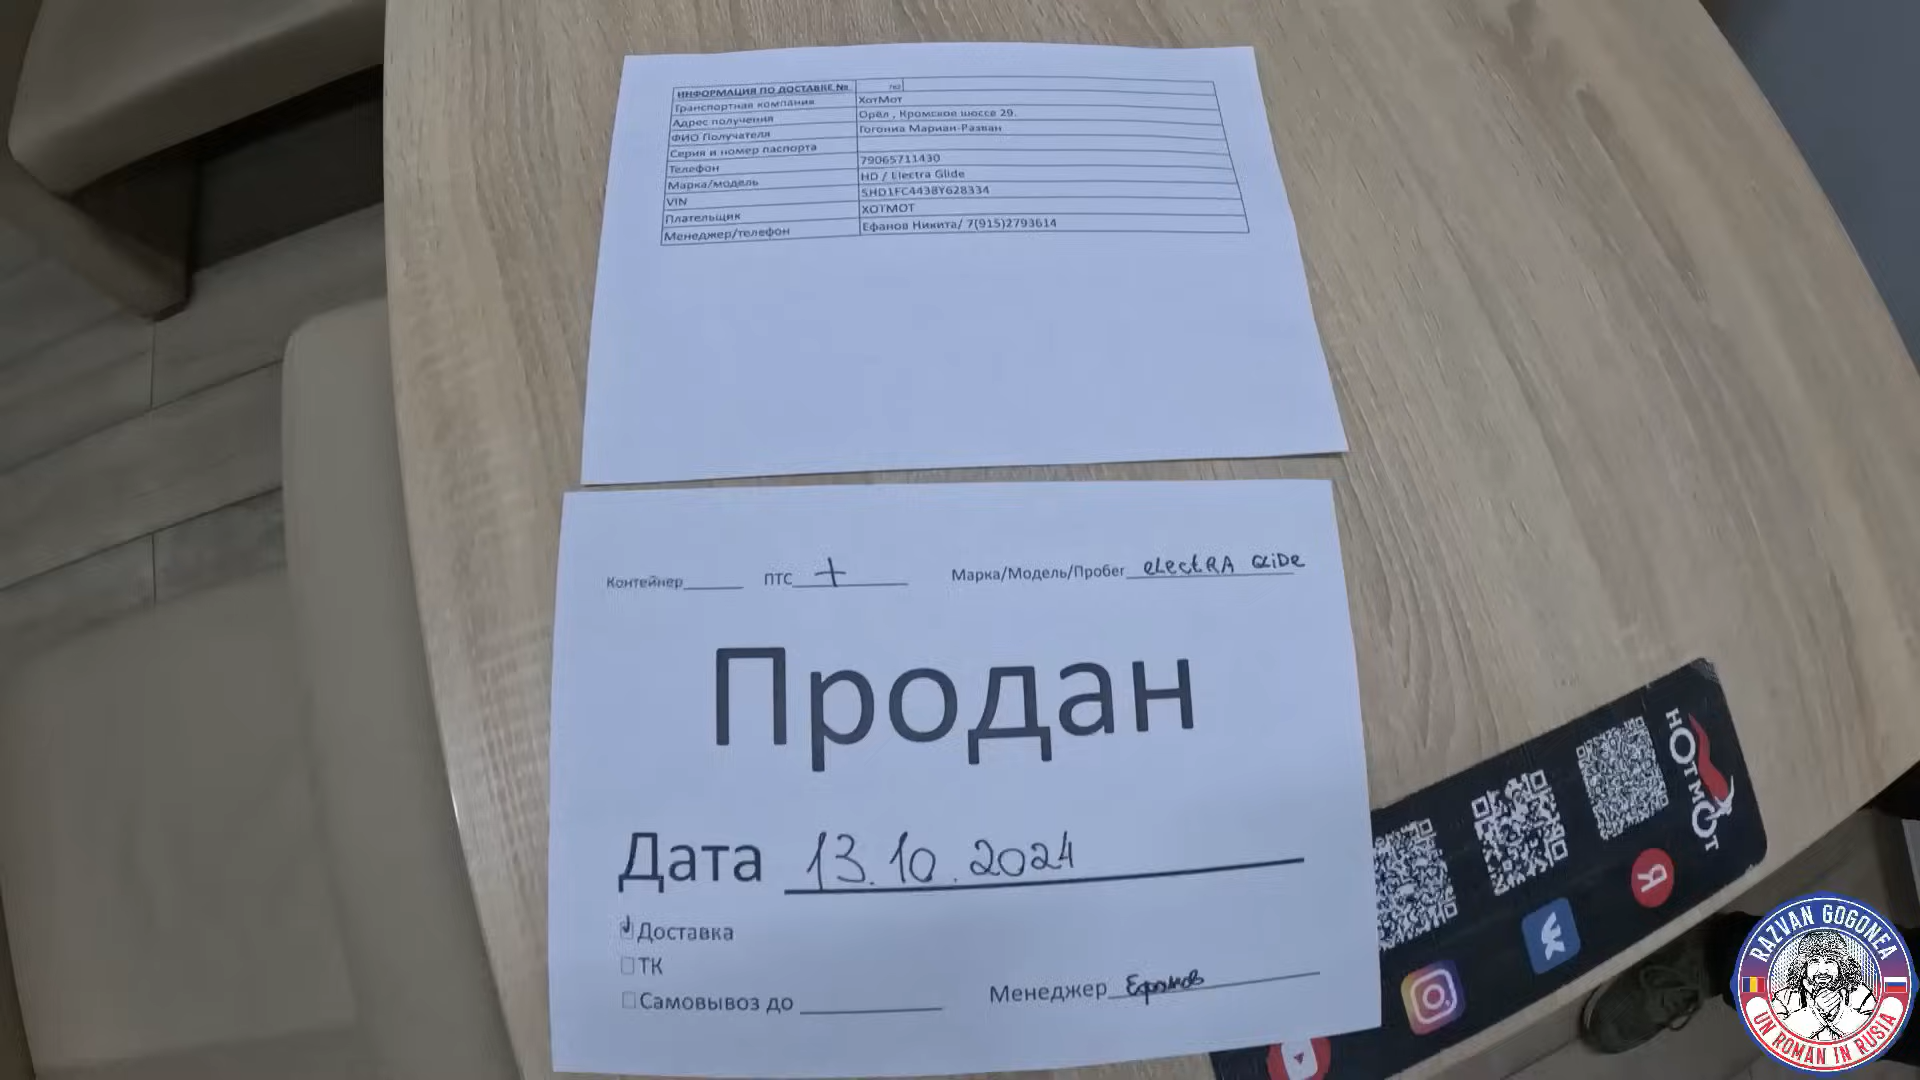 ИНФОРМАЦИЯ ПО ДОСТАВКЕ №
Транспортная компания ХотМот
Адрес получения Орёл , Кромское шоссе 29.
ФИО Получателя Гогониа Мариан-Разван
Серия и номер паспорта
Телефон 79065711430
Марка/модель HD / Electra Glide
VIN 5HD1FC4438Y628334
Плательщик ХОТМОТ
Менеджер/телефон Ефанов Никита/ 7(915)2793614
Контейнер ПТС + Марка/Модель/Пробег eLectRA GLiDe
Продан
Дата 13.10.2024
Доставка
ТК
Самовывоз до
Менеджер Ефанов
HOTMOT
Я
RAZVAN GOGONEA
UN ROMAN IN RUSIA